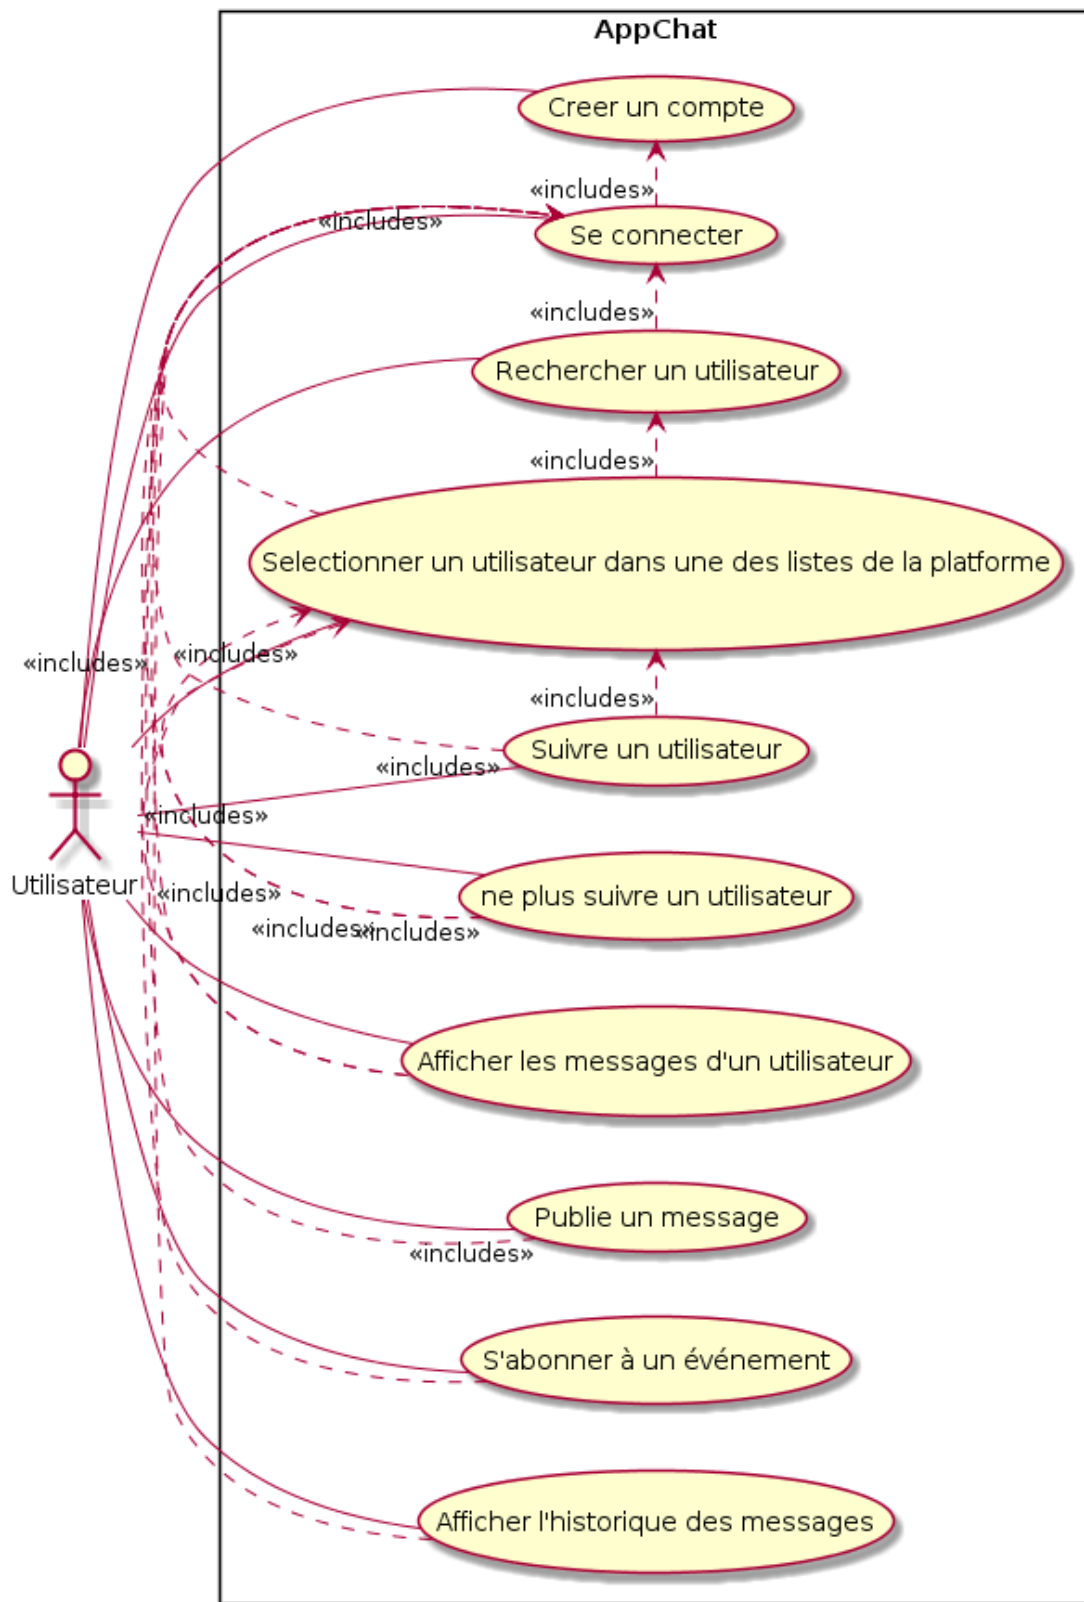 AppChat
Creer un compte
«includes»
«includes»
Se connecter
«includes»
Rechercher un utilisateur
«includes»
Selectionner un utilisateur dans une des listes de la platforme
«includes»
«includes»
«includes»
Suivre un utilisateur
«includes»
«includes»
Utilisateur
«includes»
ne plus suivre un utilisateur
«includes»
«includes»
Afficher les messages d'un utilisateur
Publie un message
«includes»
S'abonner à un événement
Afficher l'historique des messages